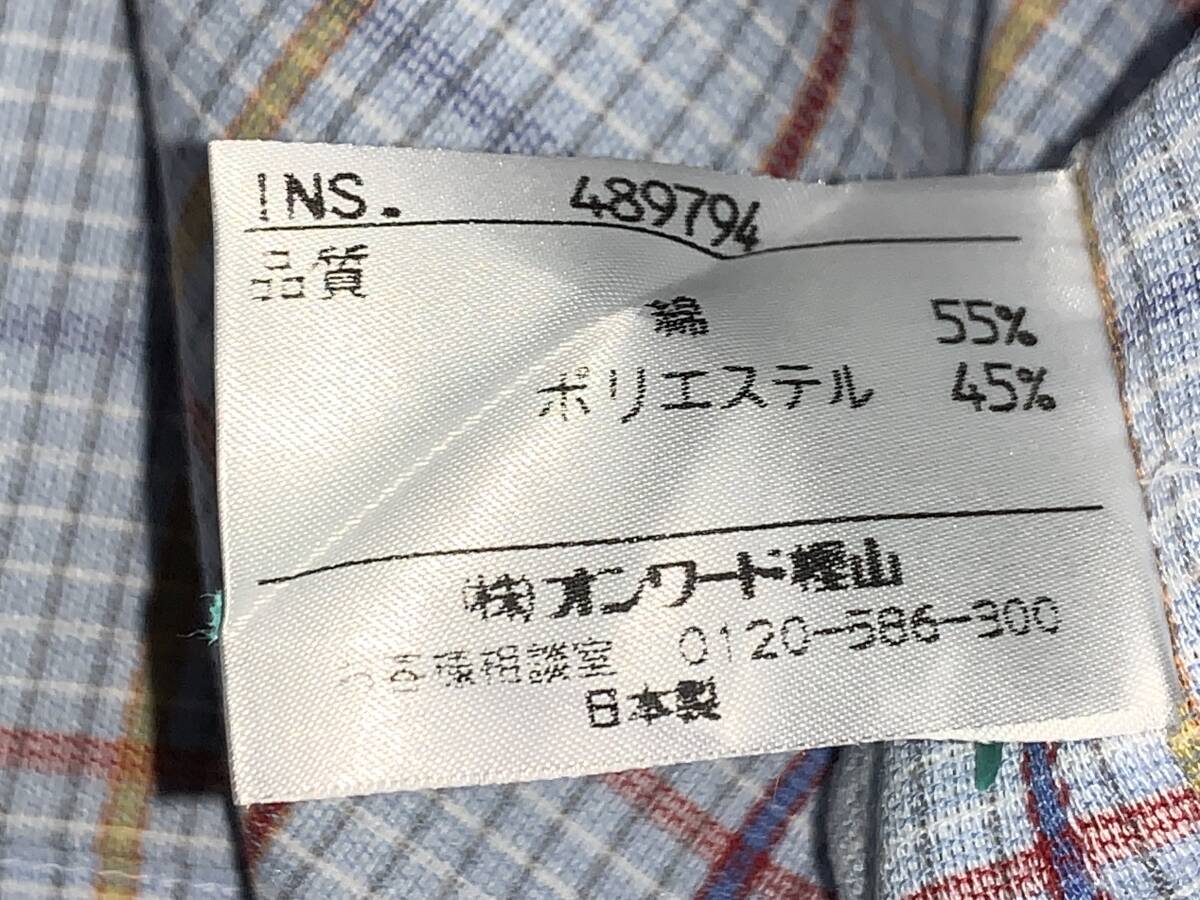 INS. 489794
品質
綿 55%
ポリエステル 45%
(株)オンワード樫山
お客様相談室 0120-586-300
日本製